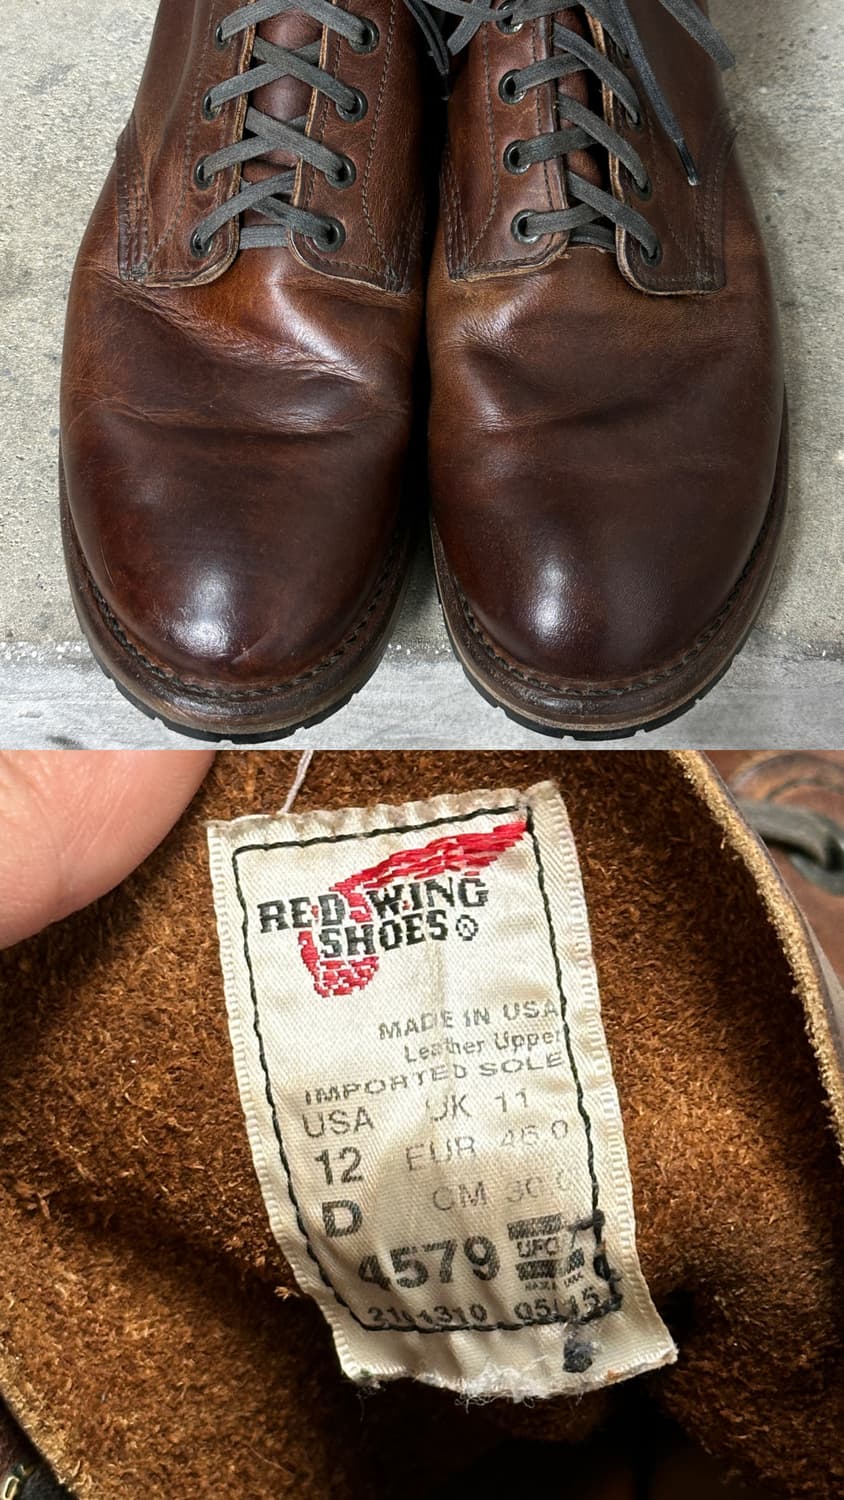 RED WING
SHOES®
MADE IN USA
Leather Upper
IMPORTED SOLE
USA UK 11
12 EUR 46.0
D CM 30.0
4579